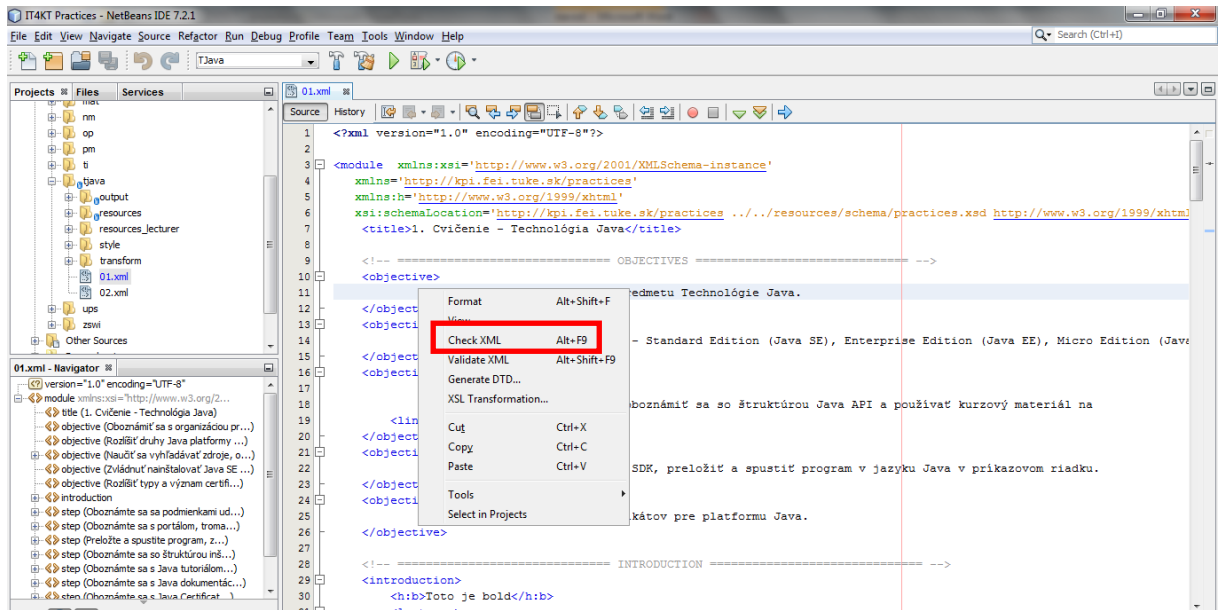 IT4KT Practices - NetBeans IDE 7.2.1
File Edit View Navigate Source Refactor Run Debug Profile Team Tools Window Help
Search (Ctrl+I)
TJava
Projects Files Services
01.xml
Source History
mat
nm
op
pm
ti
tjava
output
resources
resources_lecturer
style
transform
01.xml
02.xml
ups
zswi
Other Sources
01.xml - Navigator
version="1.0" encoding="UTF-8"
module xmlns:xsi="http://www.w3.org/2...
title (1. Cvičenie - Technológia Java)
objective (Oboznámiť sa s organizáciou pr...)
objective (Rozlíšiť druhy Java platformy ...)
objective (Naučiť sa vyhľadávať zdroje, o...)
objective (Zvládnuť nainštalovať Java SE ...)
objective (Rozlíšiť typy a význam certifi...)
introduction
step (Oboznámte sa sa podmienkami ud...)
step (Oboznámte sa s portálom, troma...)
step (Preložte a spustite program, z...)
step (Oboznámte sa so štruktúrou inš...)
step (Oboznámte sa s Java tutoriálom...)
step (Oboznámte sa s Java dokumentác...)
step (Oboznámte sa s Java Certificat...)
1 <?xml version="1.0" encoding="UTF-8"?>
2
3 <module xmlns:xsi='http://www.w3.org/2001/XMLSchema-instance'
4 xmlns='http://kpi.fei.tuke.sk/practices'
5 xmlns:h='http://www.w3.org/1999/xhtml'
6 xsi:schemaLocation='http://kpi.fei.tuke.sk/practices ../../resources/schema/practices.xsd http://www.w3.org/1999/xhtml
7 <title>1. Cvičenie - Technológia Java</title>
8
9 <!-- ============================== OBJECTIVES ============================== -->
10 <objective>
11 redmetu Technológie Java.
12 </object
13 <objecti
14 - Standard Edition (Java SE), Enterprise Edition (Java EE), Micro Edition (Java
15 </object
16 <objecti
17
18 boznámiť sa so štruktúrou Java API a používať kurzový materiál na
19 <lin
20 </object
21 <objecti
22 SDK, preložiť a spustiť program v jazyku Java v príkazovom riadku.
23 </object
24 <objecti
25 kátov pre platformu Java.
26 </objective>
27
28 <!-- ============================== INTRODUCTION ============================== -->
29 <introduction>
30 <h:b>Toto je bold</h:b>
Format Alt+Shift+F
View
Check XML Alt+F9
Validate XML Alt+Shift+F9
Generate DTD...
XSL Transformation...
Cut Ctrl+X
Copy Ctrl+C
Paste Ctrl+V
Tools
Select in Projects